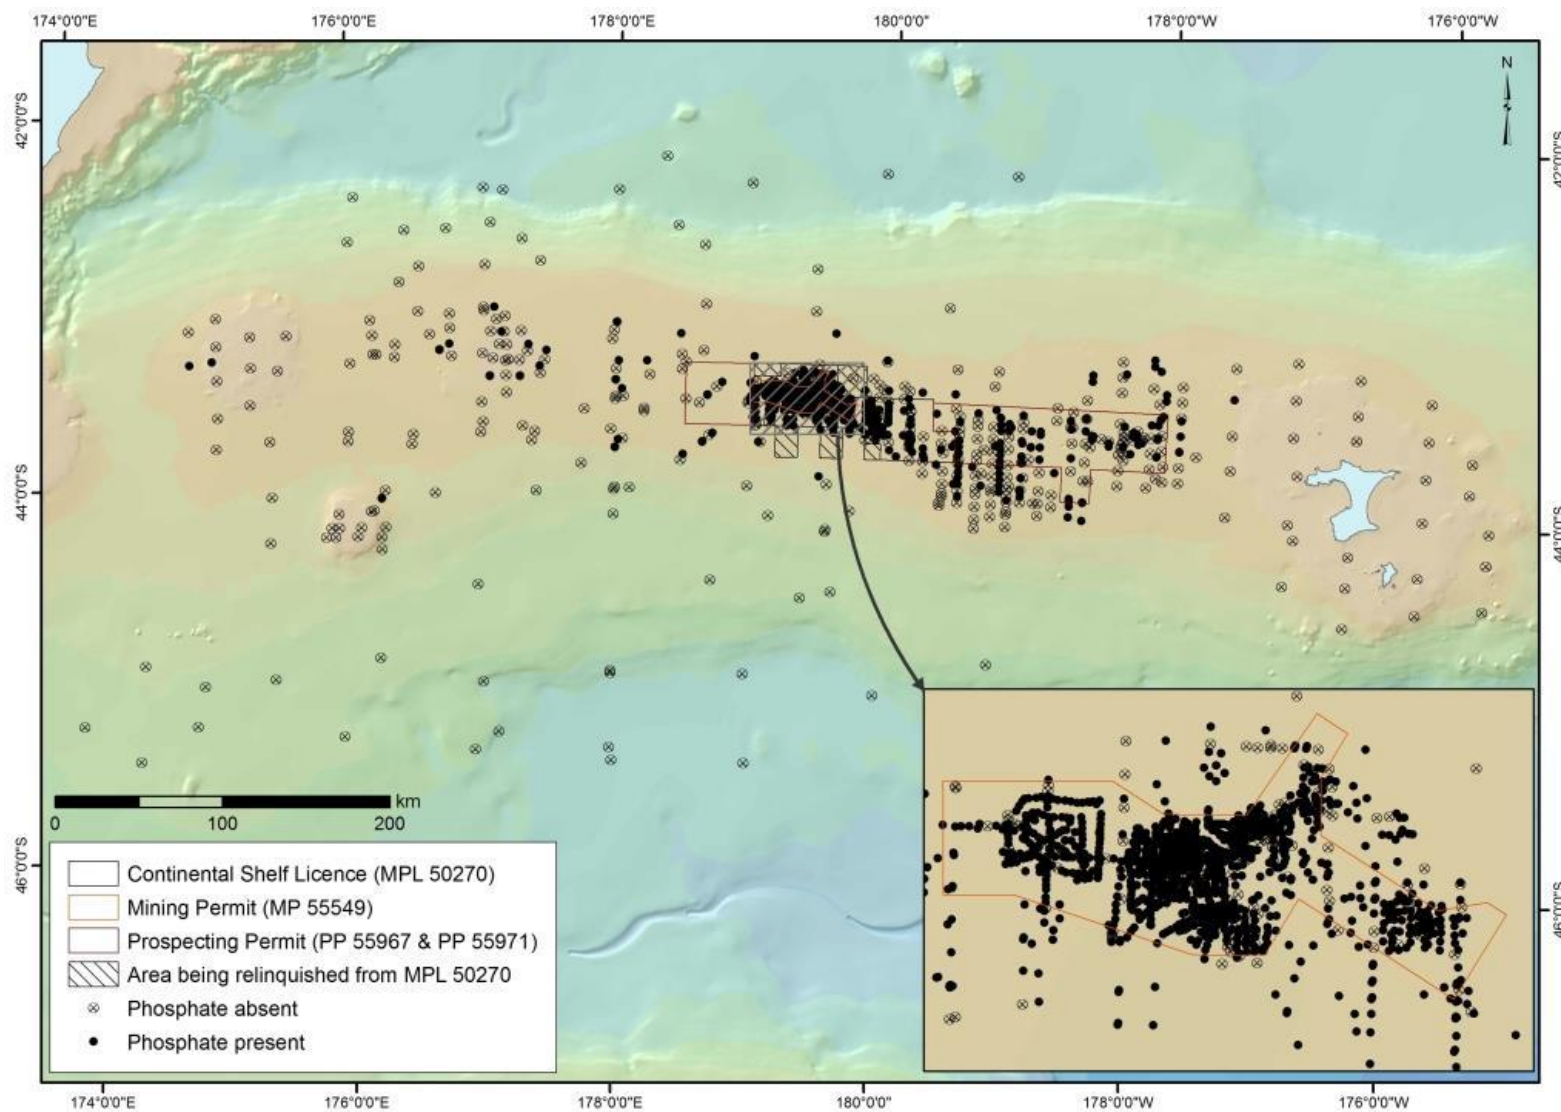 174°0'0"E 176°0'0"E 178°0'0"E 180°0'0" 178°0'0"W 176°0'0"W
N
42°0'0"S
42°0'0"S
44°0'0"S
44°0'0"S
km
0 100 200
46°0'0"S
46°0'0"S
Continental Shelf Licence (MPL 50270)
Mining Permit (MP 55549)
Prospecting Permit (PP 55967 & PP 55971)
Area being relinquished from MPL 50270
Phosphate absent
Phosphate present
174°0'0"E 176°0'0"E 178°0'0"E 180°0'0" 178°0'0"W 176°0'0"W